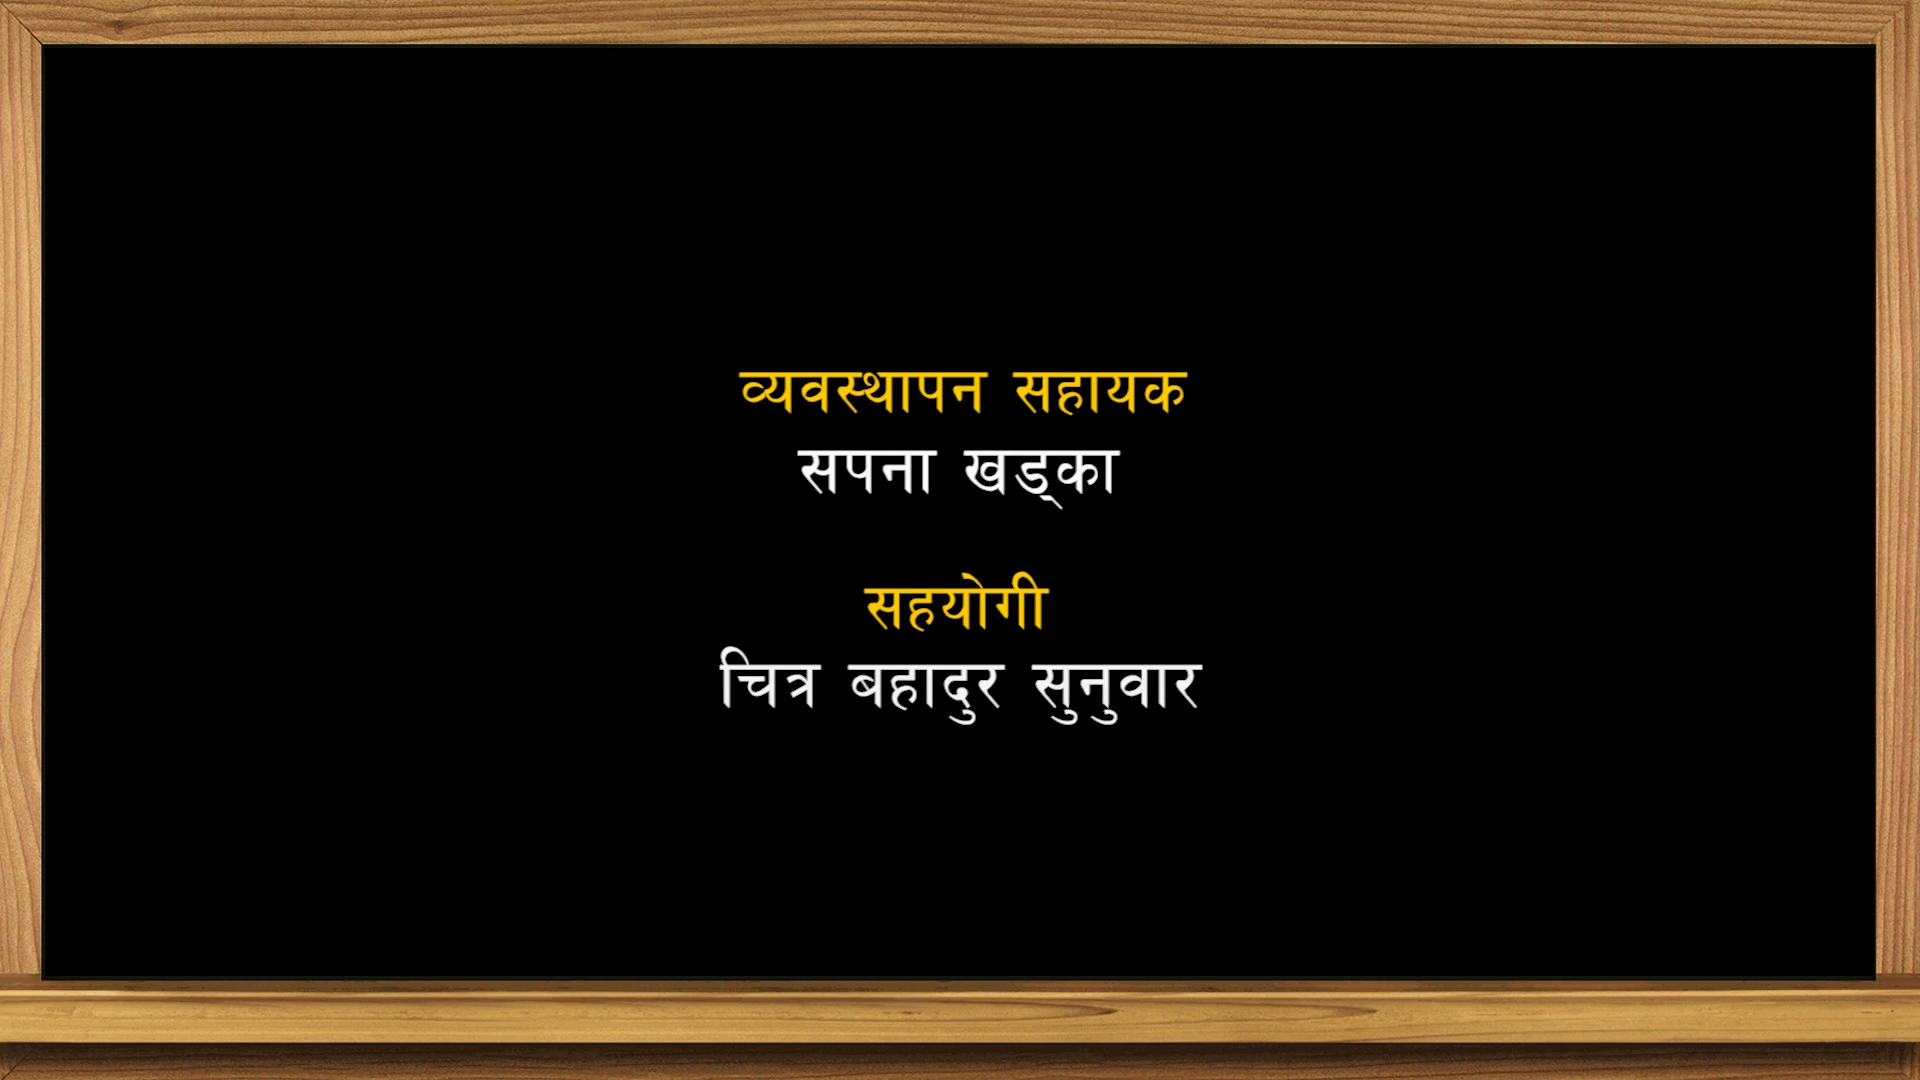 व्यवस्थापन सहायक
सपना खड्का
सहयोगी
चित्र बहादुर सुनुवार